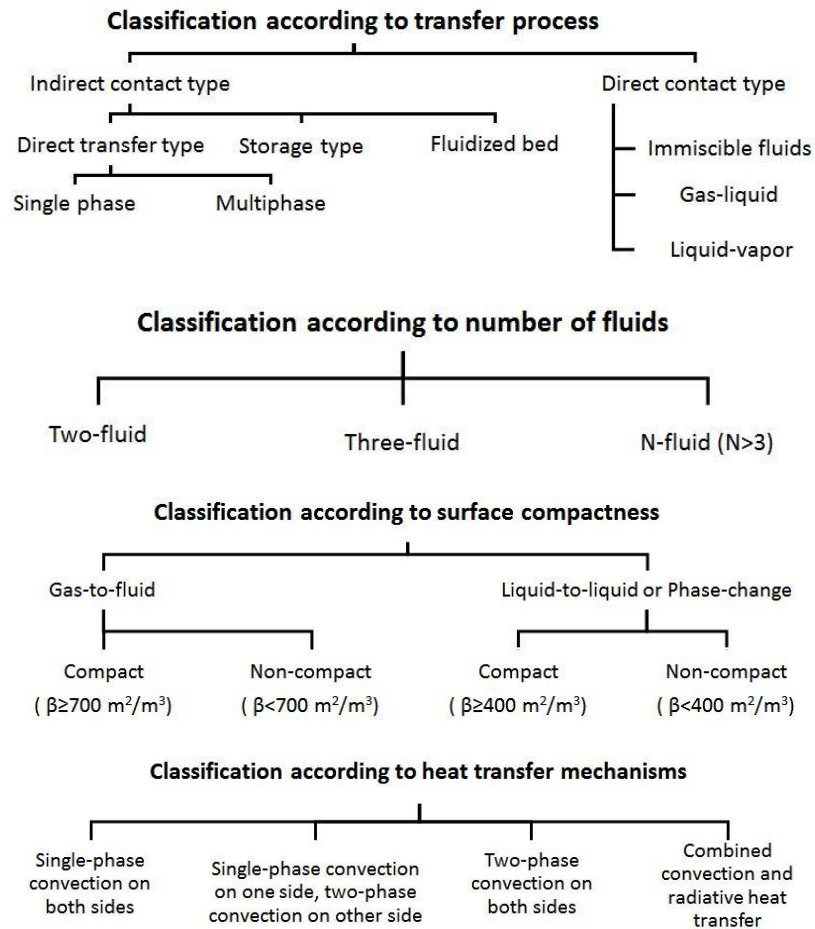 Classification according to transfer process
Indirect contact type
Direct contact type
Direct transfer type
Storage type
Fluidized bed
Immiscible fluids
Single phase
Multiphase
Gas-liquid
Liquid-vapor
Classification according to number of fluids
Two-fluid
Three-fluid
N-fluid (N>3)
Classification according to surface compactness
Gas-to-fluid
Liquid-to-liquid or Phase-change
Compact
( β≥700 m²/m³)
Non-compact
( β<700 m²/m³)
Compact
( β≥400 m²/m³)
Non-compact
( β<400 m²/m³)
Classification according to heat transfer mechanisms
Single-phase
convection on
both sides
Single-phase convection
on one side, two-phase
convection on other side
Two-phase
convection on
both sides
Combined
convection and
radiative heat
transfer